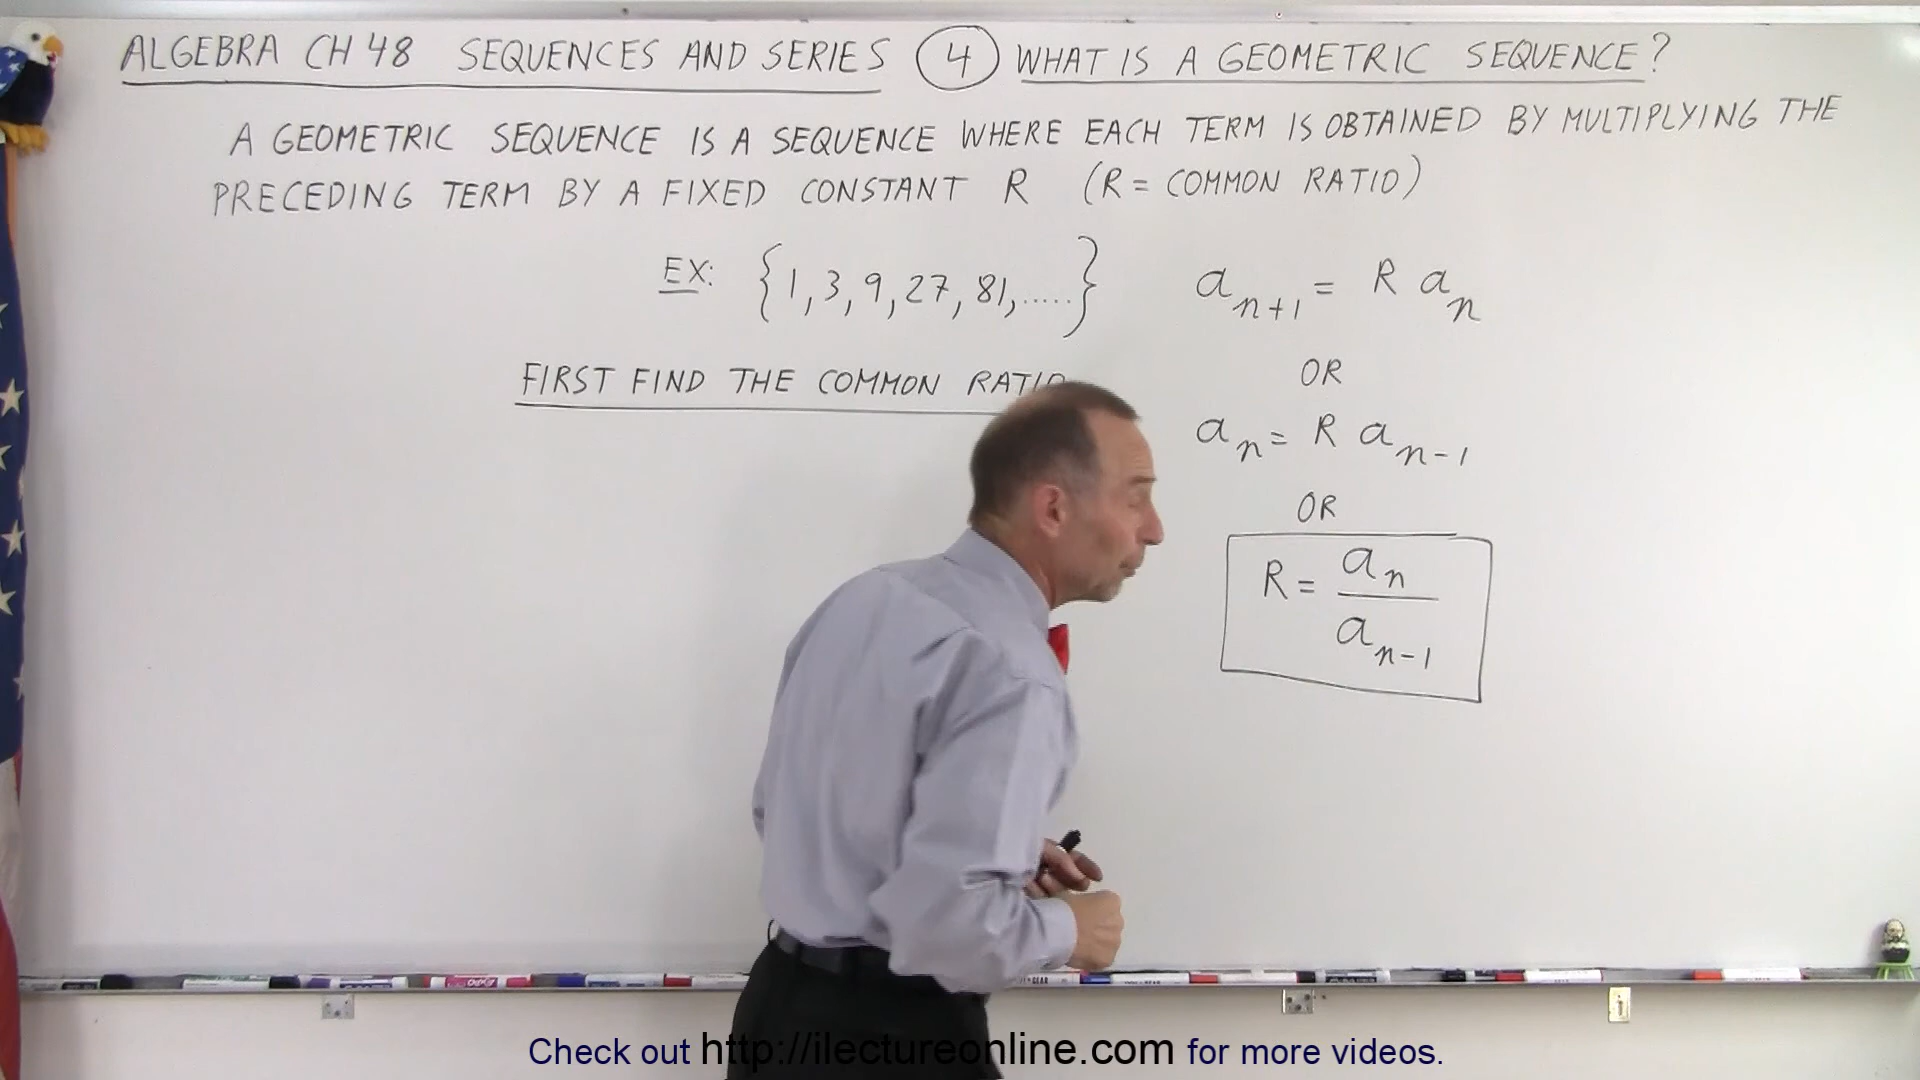 ALGEBRA CH 48 SEQUENCES AND SERIES 4 WHAT IS A GEOMETRIC SEQUENCE?
A GEOMETRIC SEQUENCE IS A SEQUENCE WHERE EACH TERM IS OBTAINED BY MULTIPLYING THE
PRECEDING TERM BY A FIXED CONSTANT R (R = COMMON RATIO)
EX: {1, 3, 9, 27, 81, .....} a_{n+1} = R a_n
FIRST FIND THE COMMON RATIO
OR
a_n = R a_{n-1}
OR
R = a_n / a_{n-1}
Check out http://ilectureonline.com for more videos.